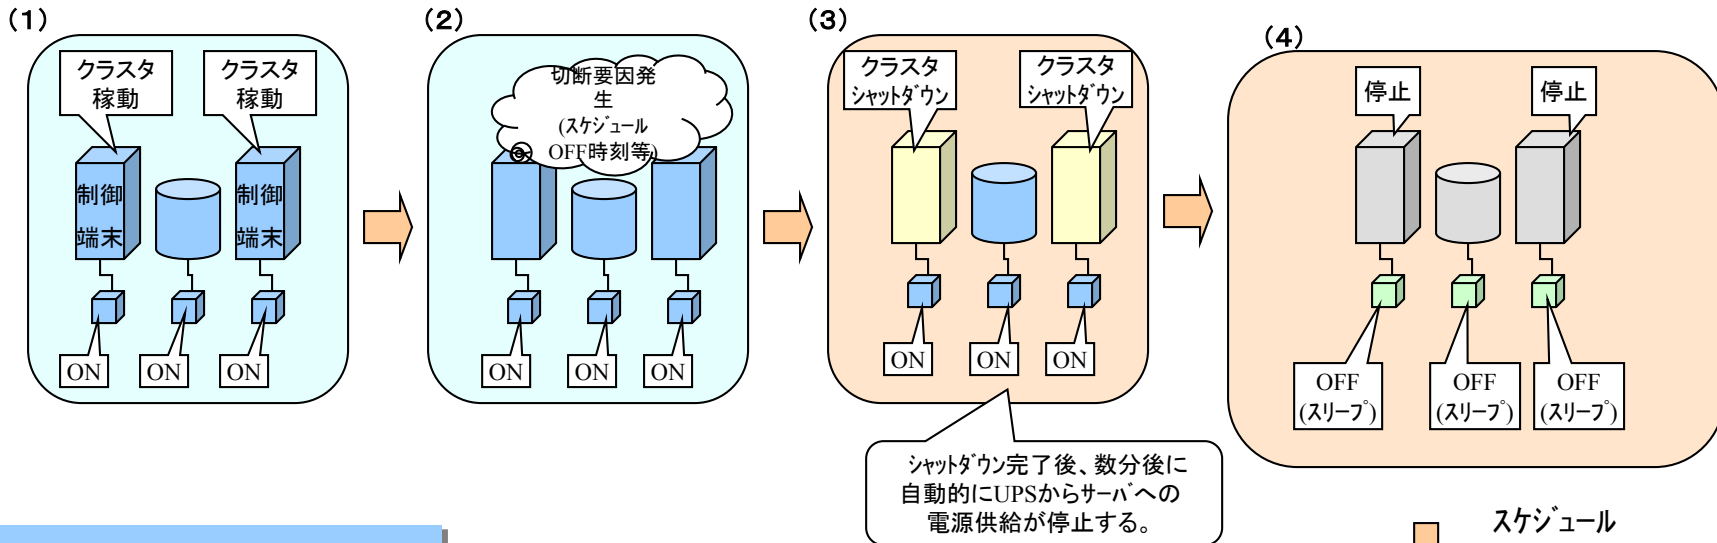 (1)
クラスタ
稼動
クラスタ
稼動
制御
端末
制御
端末
ON
ON
ON
(2)
切断要因発
生
(スケジュール
OFF時刻等)
ON
ON
ON
(3)
クラスタ
シャットダウン
クラスタ
シャットダウン
ON
ON
ON
シャットダウン完了後、数分後に
自動的にUPSからサーバへの
電源供給が停止する。
(4)
停止
停止
OFF
(スリープ)
OFF
(スリープ)
OFF
(スリープ)
スケジュール